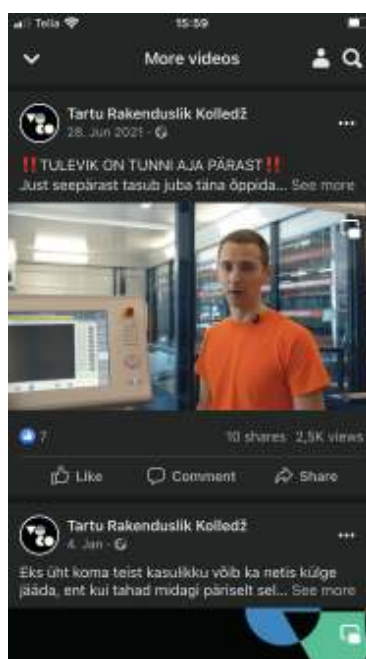 Telia 15:59
More videos
Tartu Rakenduslik Kolledž
28. Jun 2021 ·
‼️TULEVIK ON TUNNI AJA PÄRAST‼️
Just seepärast tasub juba täna õppida... See more
7 10 shares 2,5K views
Like Comment Share
Tartu Rakenduslik Kolledž
4. Jan ·
Eks üht koma teist kasulikku võib ka netis külge
jääda, ent kui tahad midagi päriselt sel... See more